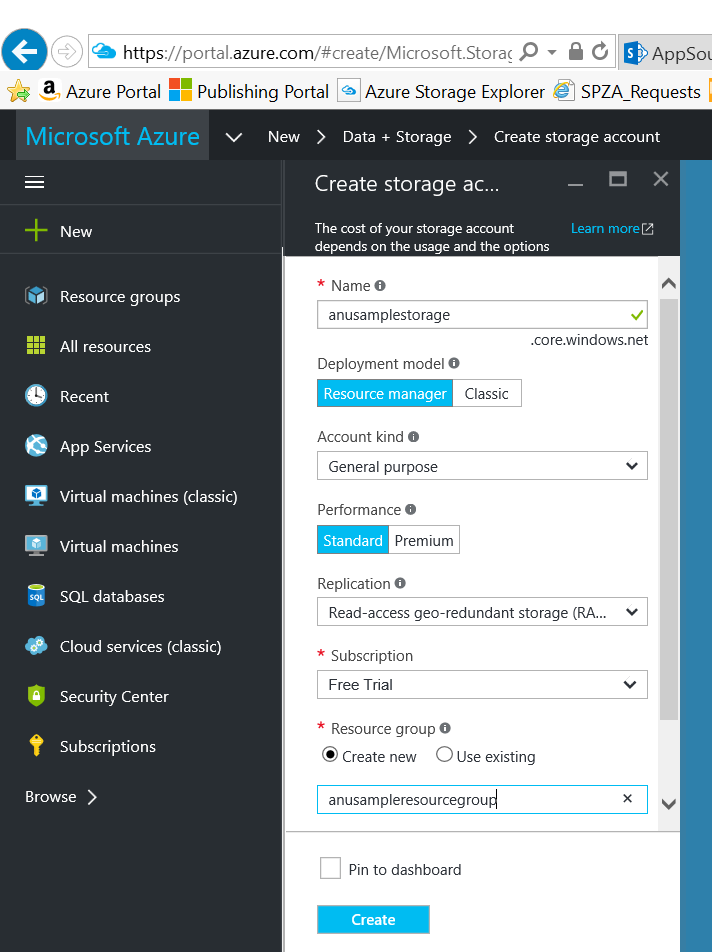 https://portal.azure.com/#create/Microsoft.Storag
AppSou
Azure Portal
Publishing Portal
Azure Storage Explorer
SPZA_Requests
Microsoft Azure
New
Data + Storage
Create storage account
Create storage ac...
The cost of your storage account
depends on the usage and the options
Learn more
New
Resource groups
All resources
Recent
App Services
Virtual machines (classic)
Virtual machines
SQL
SQL databases
Cloud services (classic)
Security Center
Subscriptions
Browse
* Name
anusamplestorage
.core.windows.net
Deployment model
Resource manager
Classic
Account kind
General purpose
Performance
Standard
Premium
Replication
Read-access geo-redundant storage (RA...
* Subscription
Free Trial
* Resource group
Create new
Use existing
anusampleresourcegroup
Pin to dashboard
Create